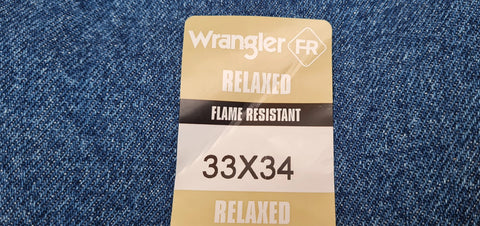 Wrangler FR
RELAXED
FLAME RESISTANT
33X34
RELAXED